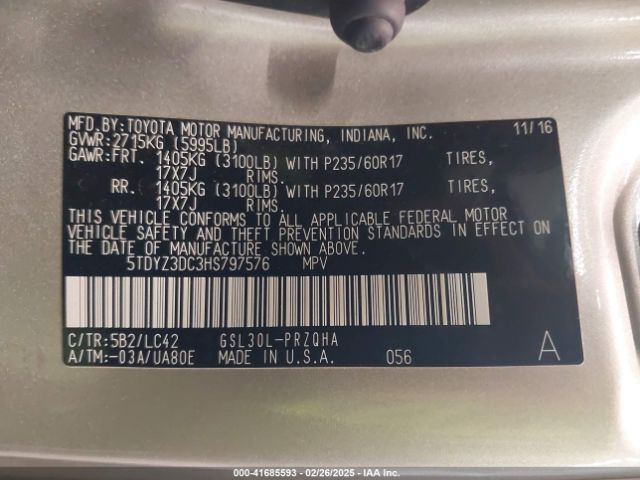 MFD.BY:TOYOTA MOTOR MANUFACTURING, INDIANA, INC. 11/16
GVWR:2715KG (5995LB)
GAWR:FRT. 1405KG (3100LB) WITH P235/60R17 TIRES,
17X7J RIMS.
RR. 1405KG (3100LB) WITH P235/60R17 TIRES,
17X7J RIMS.
THIS VEHICLE CONFORMS TO ALL APPLICABLE FEDERAL MOTOR
VEHICLE SAFETY AND THEFT PREVENTION STANDARDS IN EFFECT ON
THE DATE OF MANUFACTURE SHOWN ABOVE.
5TDYZ3DC3HS797576 MPV
C/TR:5B2/LC42 GSL30L-PRZQHA
A/TM:-03A/UA80E MADE IN U.S.A. 056 A
000-41685593 02/26/2025 IAA Inc.